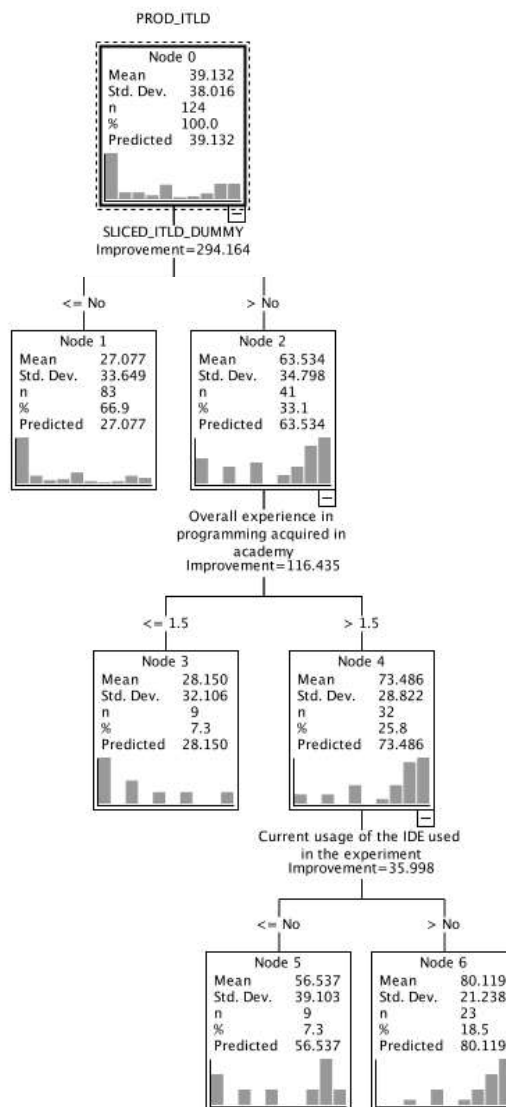 PROD_ITLD
Node 0
Mean 39.132
Std. Dev. 38.016
n 124
% 100.0
Predicted 39.132
SLICED_ITLD_DUMMY
Improvement=294.164
<= No
> No
Node 1
Mean 27.077
Std. Dev. 33.649
n 83
% 66.9
Predicted 27.077
Node 2
Mean 63.534
Std. Dev. 34.798
n 41
% 33.1
Predicted 63.534
Overall experience in
programming acquired in
academy
Improvement=116.435
<= 1.5
> 1.5
Node 3
Mean 28.150
Std. Dev. 32.106
n 9
% 7.3
Predicted 28.150
Node 4
Mean 73.486
Std. Dev. 28.822
n 32
% 25.8
Predicted 73.486
Current usage of the IDE used
in the experiment
Improvement=35.998
<= No
> No
Node 5
Mean 56.537
Std. Dev. 39.103
n 9
% 7.3
Predicted 56.537
Node 6
Mean 80.119
Std. Dev. 21.238
n 23
% 18.5
Predicted 80.119